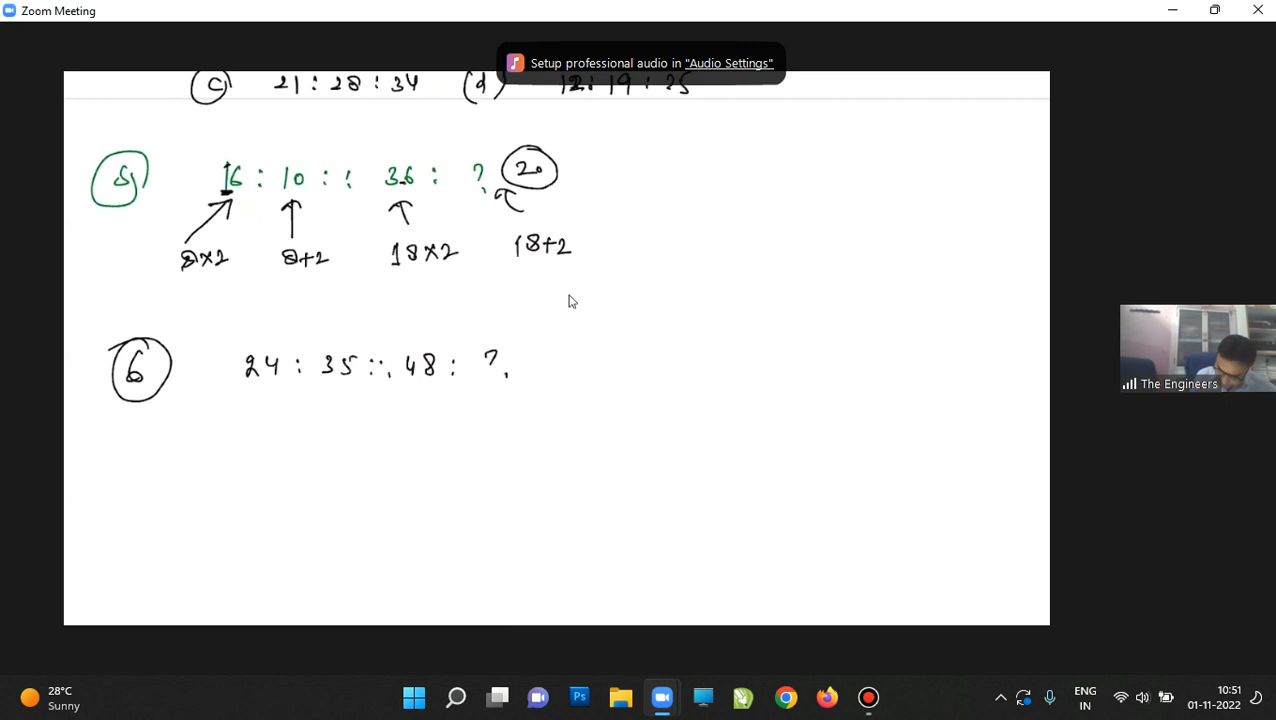 Zoom Meeting
Setup professional audio in "Audio Settings"
(c) 21 : 28 : 34 (d) 12 : 19 : 35
5) 16 : 10 : : 36 : ? 20
8×2 8+2 18×2 18+2
6 24 : 35 :: 48 : ?
The Engineers
28°C
Sunny
ENG
IN
10:51
01-11-2022